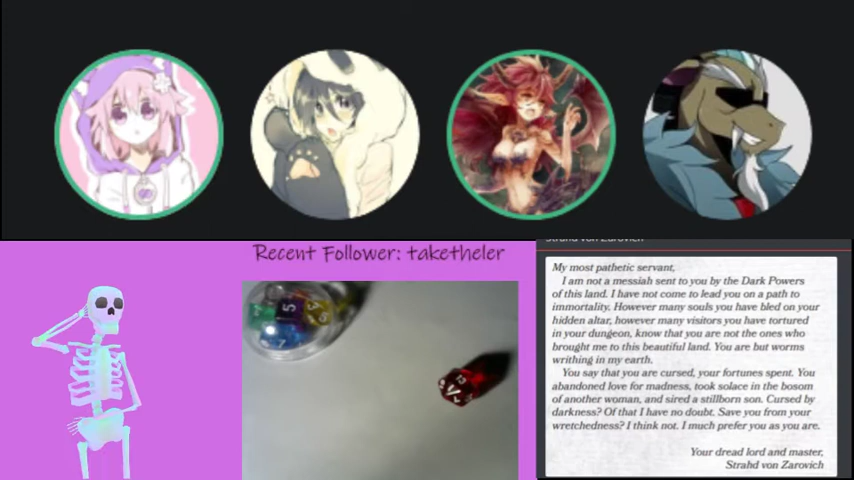 Recent Follower: taketheler
Strahd von Zarovich
My most pathetic servant,
I am not a messiah sent to you by the Dark Powers
of this land. I have not come to lead you on a path to
immortality. However many souls you have bled on your
hidden altar, however many visitors you have tortured
in your dungeon, know that you are not the ones who
brought me to this beautiful land. You are but worms
writhing in my earth.
You say that you are cursed, your fortunes spent. You
abandoned love for madness, took solace in the bosom
of another woman, and sired a stillborn son. Cursed by
darkness? Of that I have no doubt. Save you from your
wretchedness? I think not. I much prefer you as you are.
Your dread lord and master,
Strahd von Zarovich